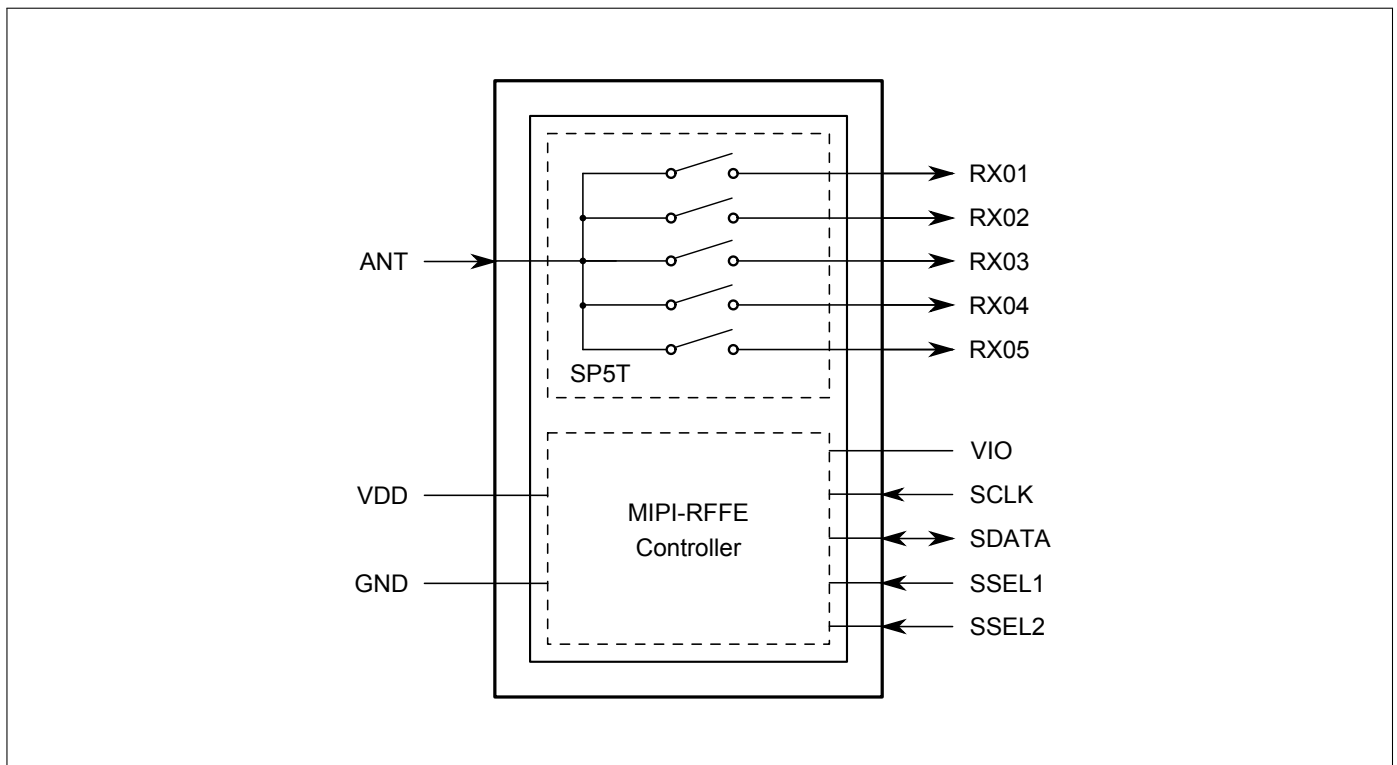 RX01
RX02
ANT
RX03
RX04
RX05
SP5T
VIO
VDD
SCLK
MIPI-RFFE
Controller
SDATA
GND
SSEL1
SSEL2